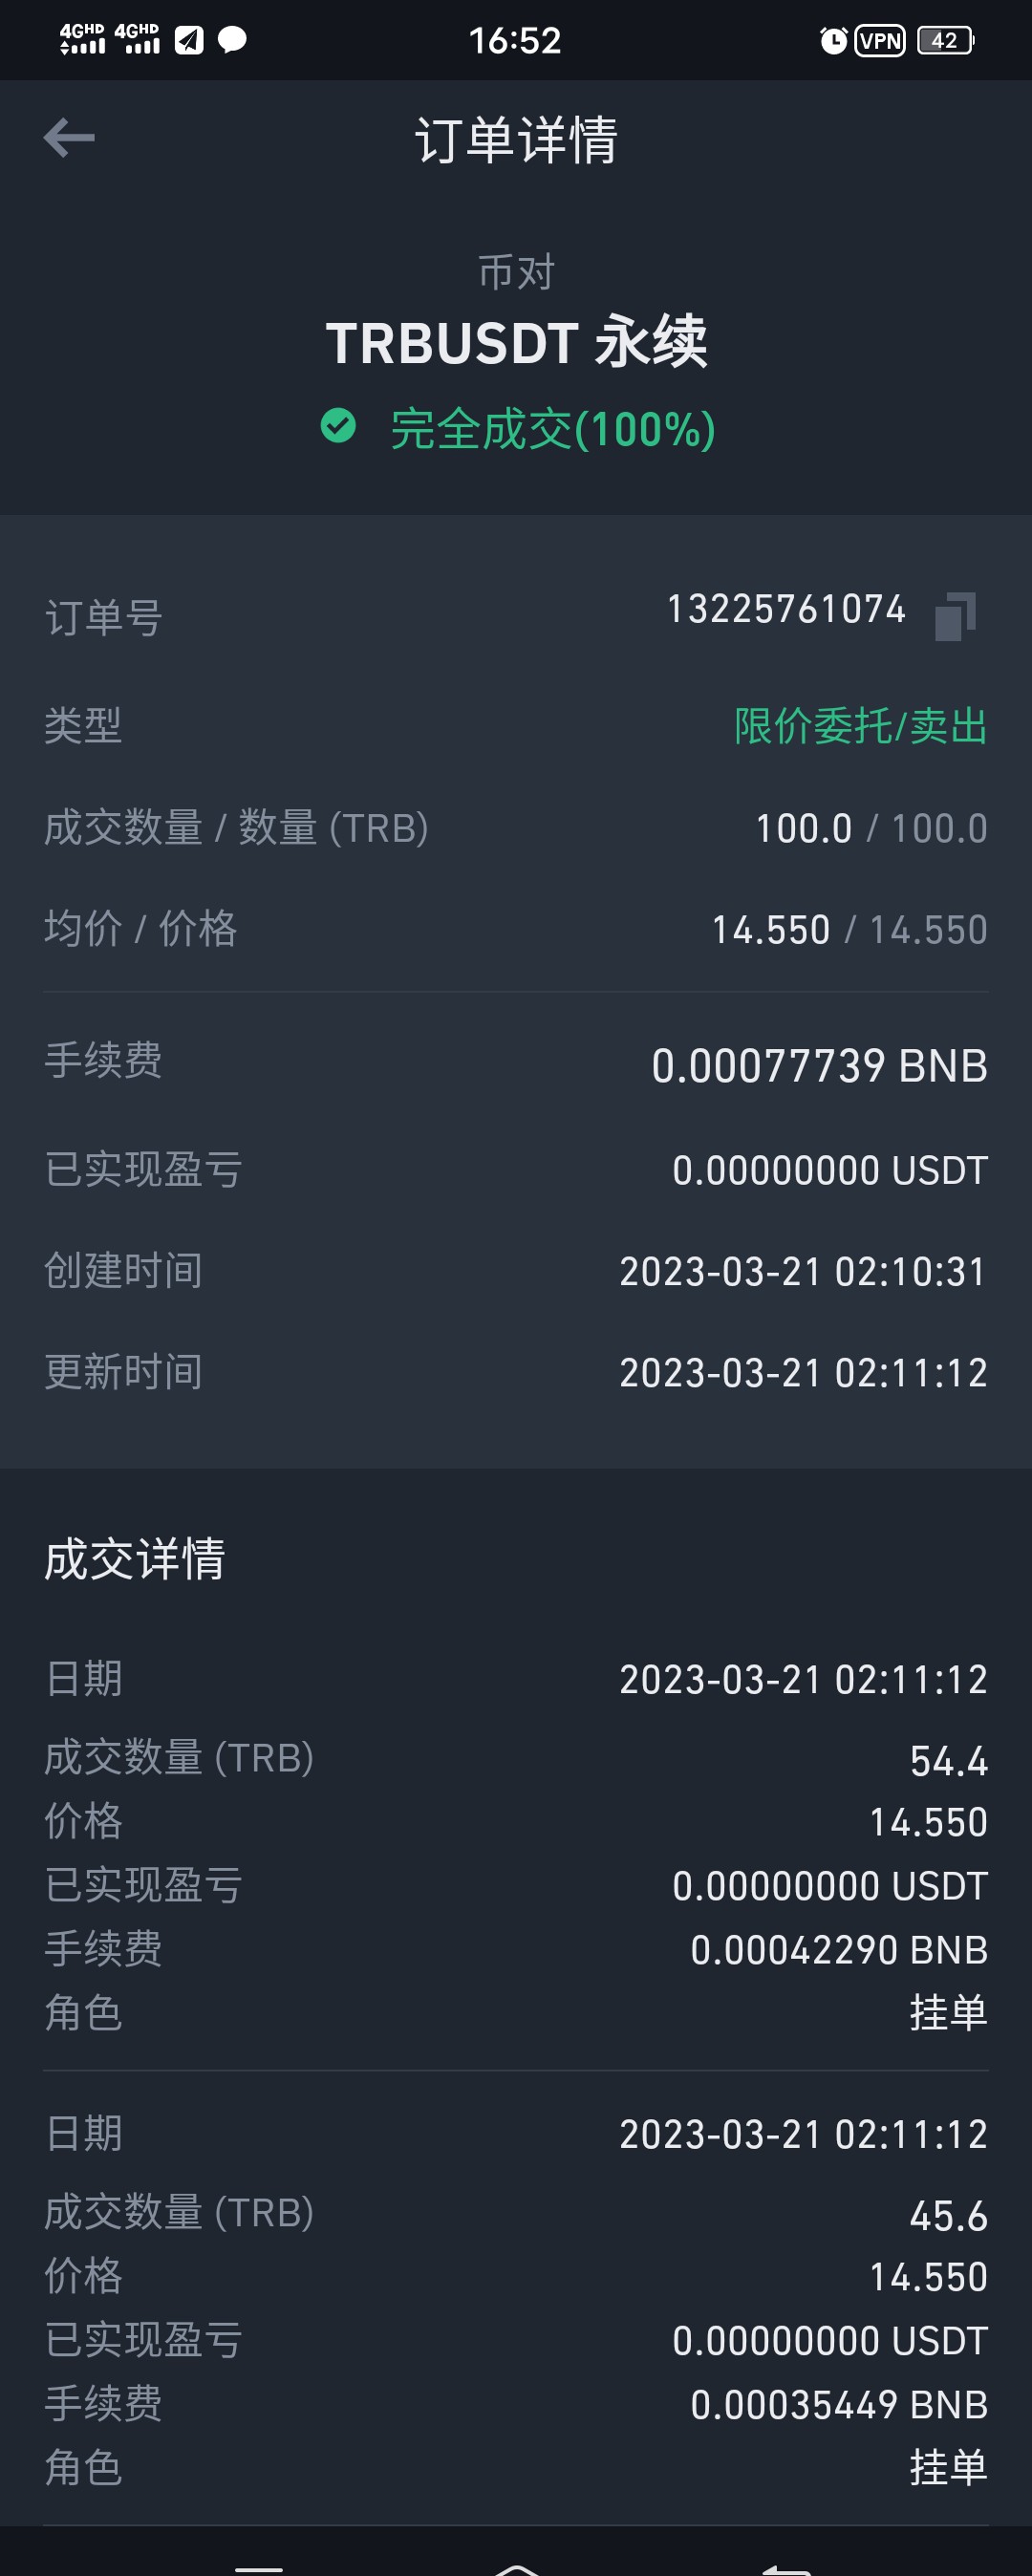 4GHD 4GHD 16:52 VPN 42
订单详情
币对
TRBUSDT 永续
完全成交(100%)
订单号 13225761074
类型 限价委托/卖出
成交数量 / 数量 (TRB) 100.0 / 100.0
均价 / 价格 14.550 / 14.550
手续费 0.00077739 BNB
已实现盈亏 0.00000000 USDT
创建时间 2023-03-21 02:10:31
更新时间 2023-03-21 02:11:12
成交详情
日期 2023-03-21 02:11:12
成交数量 (TRB) 54.4
价格 14.550
已实现盈亏 0.00000000 USDT
手续费 0.00042290 BNB
角色 挂单
日期 2023-03-21 02:11:12
成交数量 (TRB) 45.6
价格 14.550
已实现盈亏 0.00000000 USDT
手续费 0.00035449 BNB
角色 挂单